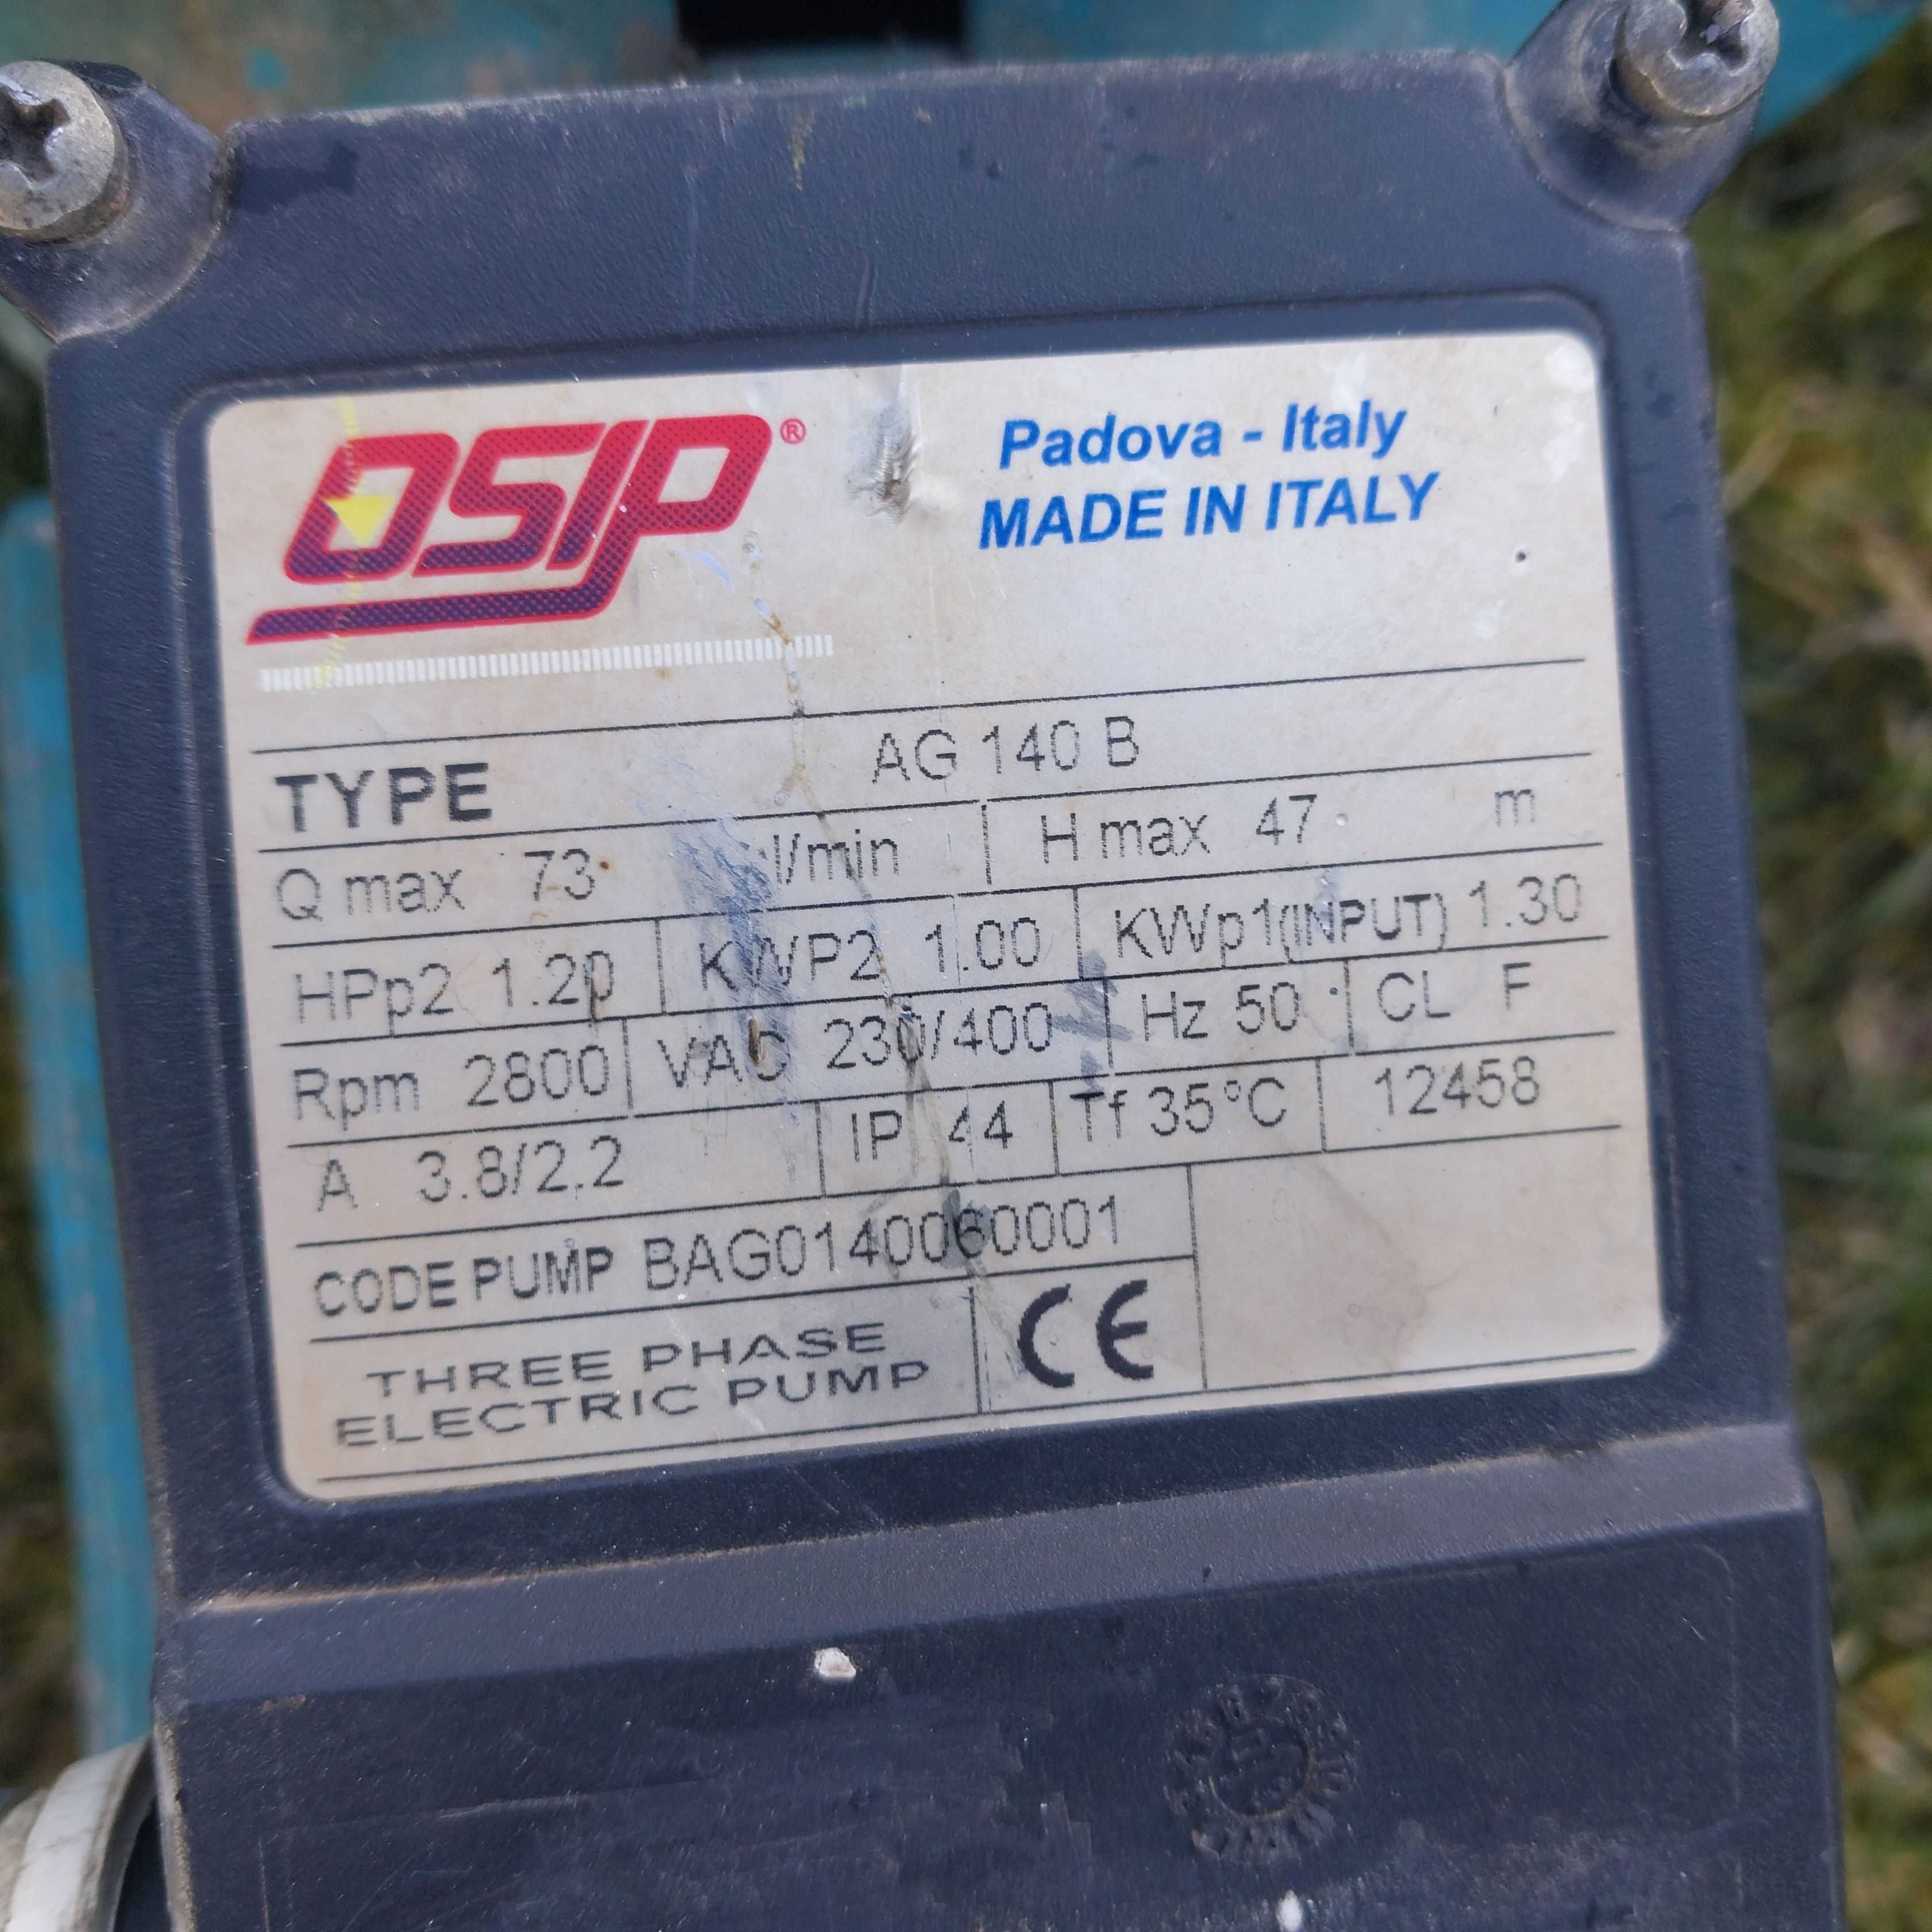 OSIP®
Padova - Italy
MADE IN ITALY
TYPE AG 140 B
Q max 73 l/min H max 47 m
HPp2 1.20 KWP2 1.00 KWp1(INPUT) 1.30
Rpm 2800 VAC 230/400 Hz 50 CL F
A 3.8/2.2 IP 44 Tf 35°C 12458
CODE PUMP BAG0140060001
THREE PHASE
ELECTRIC PUMP
CE